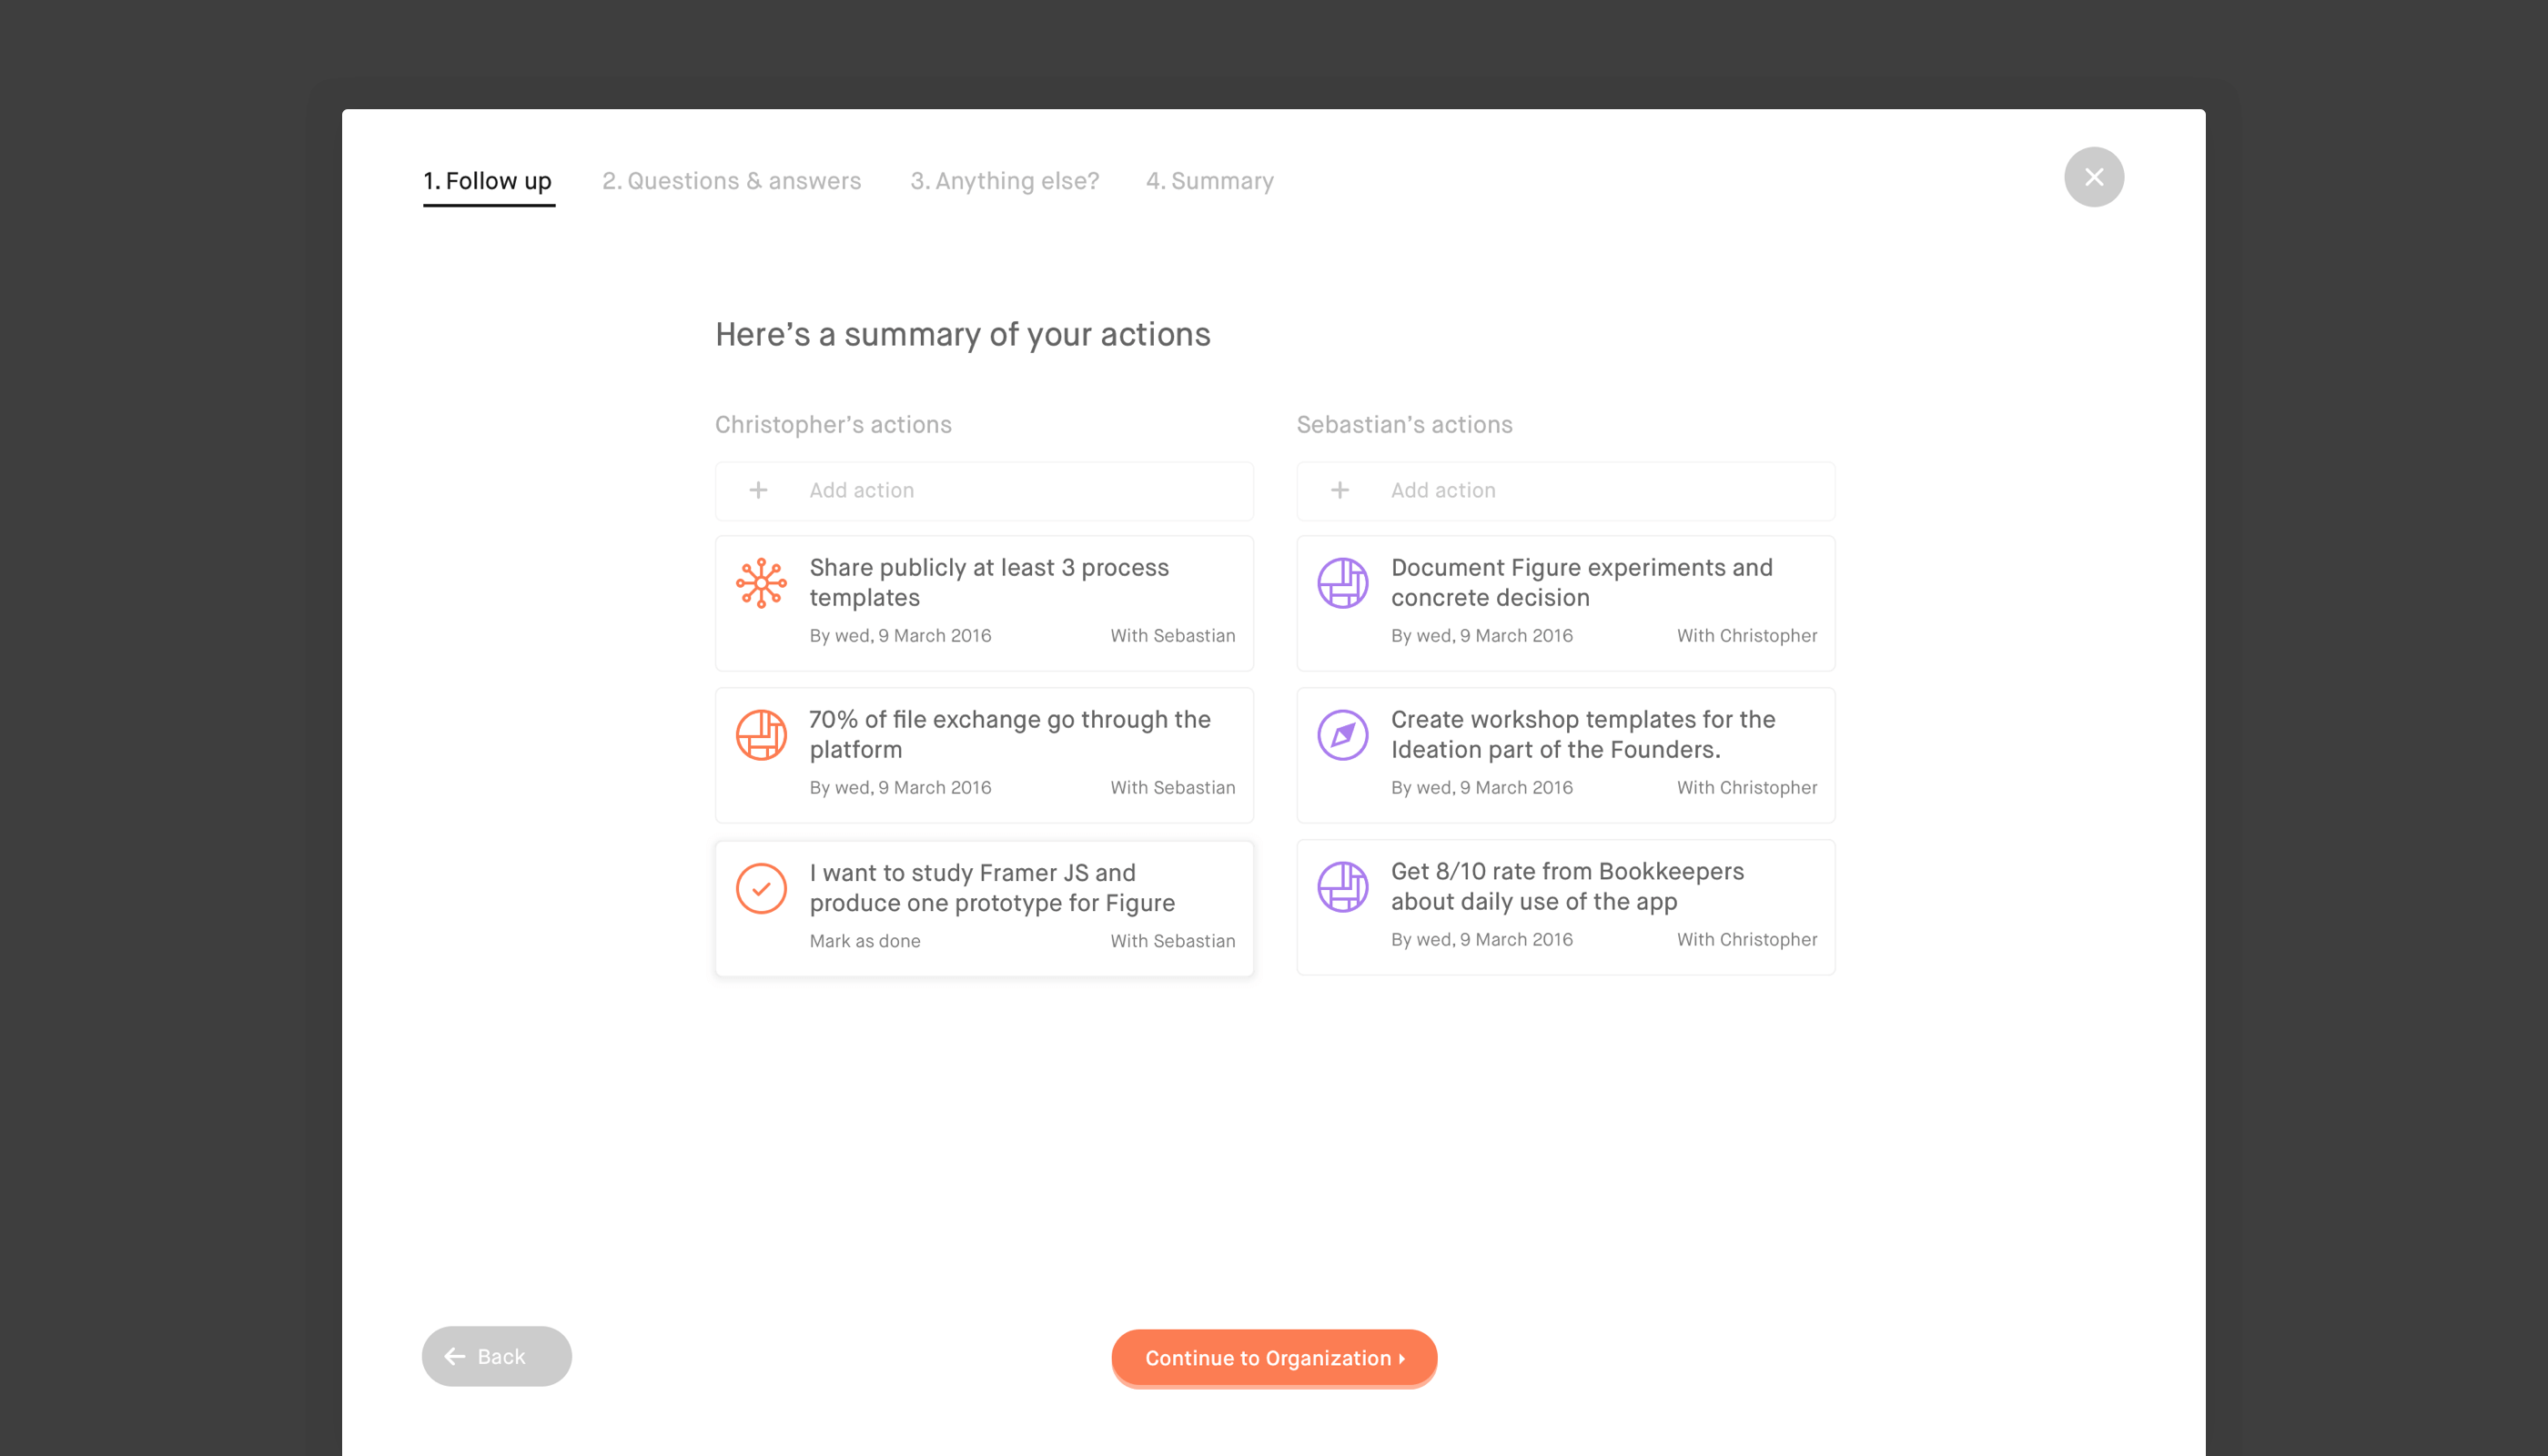 1. Follow up
2. Questions & answers
3. Anything else?
4. Summary
Here’s a summary of your actions
Christopher’s actions
Add action
Share publicly at least 3 process
templates
By wed, 9 March 2016
With Sebastian
70% of file exchange go through the
platform
By wed, 9 March 2016
With Sebastian
I want to study Framer JS and
produce one prototype for Figure
Mark as done
With Sebastian
Sebastian’s actions
Add action
Document Figure experiments and
concrete decision
By wed, 9 March 2016
With Christopher
Create workshop templates for the
Ideation part of the Founders.
By wed, 9 March 2016
With Christopher
Get 8/10 rate from Bookkeepers
about daily use of the app
By wed, 9 March 2016
With Christopher
Back
Continue to Organization